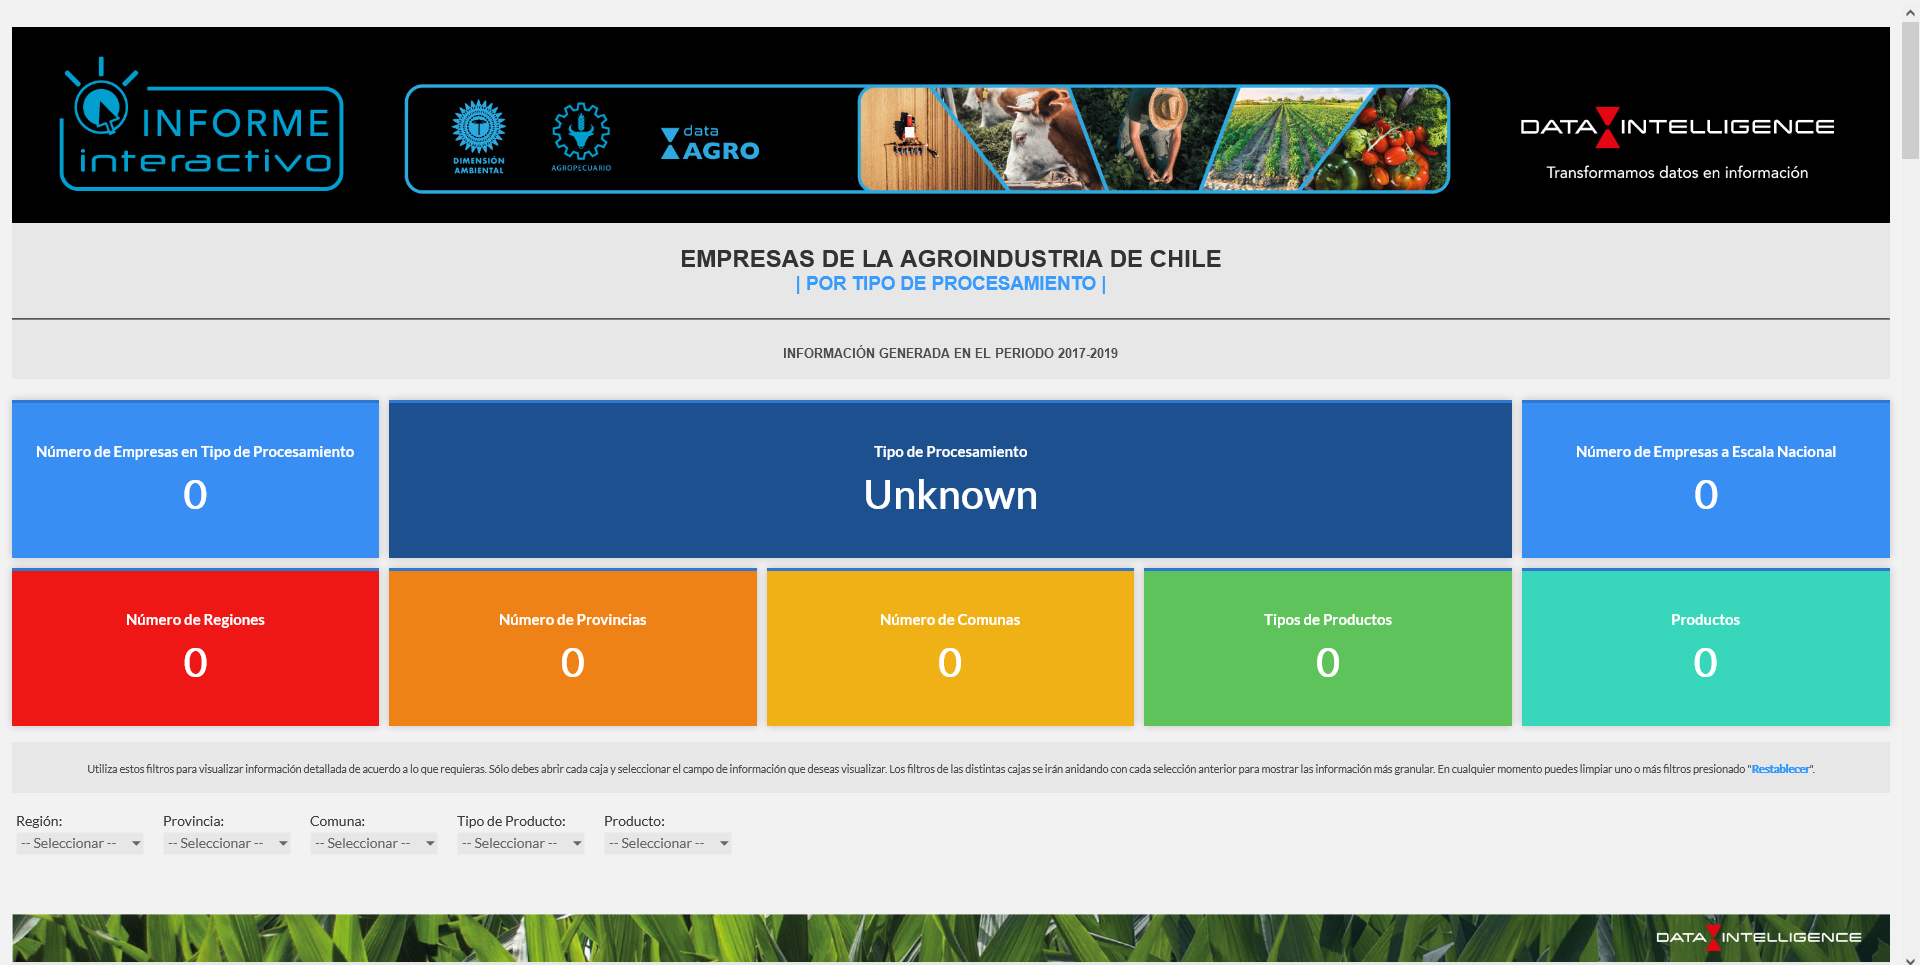 INFORME
interactivo
DIMENSIÓN
AMBIENTAL
AGROPECUARIO
data
AGRO
DATA INTELLIGENCE
Transformamos datos en información
EMPRESAS DE LA AGROINDUSTRIA DE CHILE
| POR TIPO DE PROCESAMIENTO |
INFORMACIÓN GENERADA EN EL PERIODO 2017-2019
Número de Empresas en Tipo de Procesamiento
0
Tipo de Procesamiento
Unknown
Número de Empresas a Escala Nacional
0
Número de Regiones
0
Número de Provincias
0
Número de Comunas
0
Tipos de Productos
0
Productos
0
Utiliza estos filtros para visualizar información detallada de acuerdo a lo que requieras. Sólo debes abrir cada caja y seleccionar el campo de información que deseas visualizar. Los filtros de las distintas cajas se irán anidando con cada selección anterior para mostrar las información más granular. En cualquier momento puedes limpiar uno o más filtros presionado "Restablecer".
Región:
-- Seleccionar --
Provincia:
-- Seleccionar --
Comuna:
-- Seleccionar --
Tipo de Producto:
-- Seleccionar --
Producto:
-- Seleccionar --
DATA INTELLIGENCE